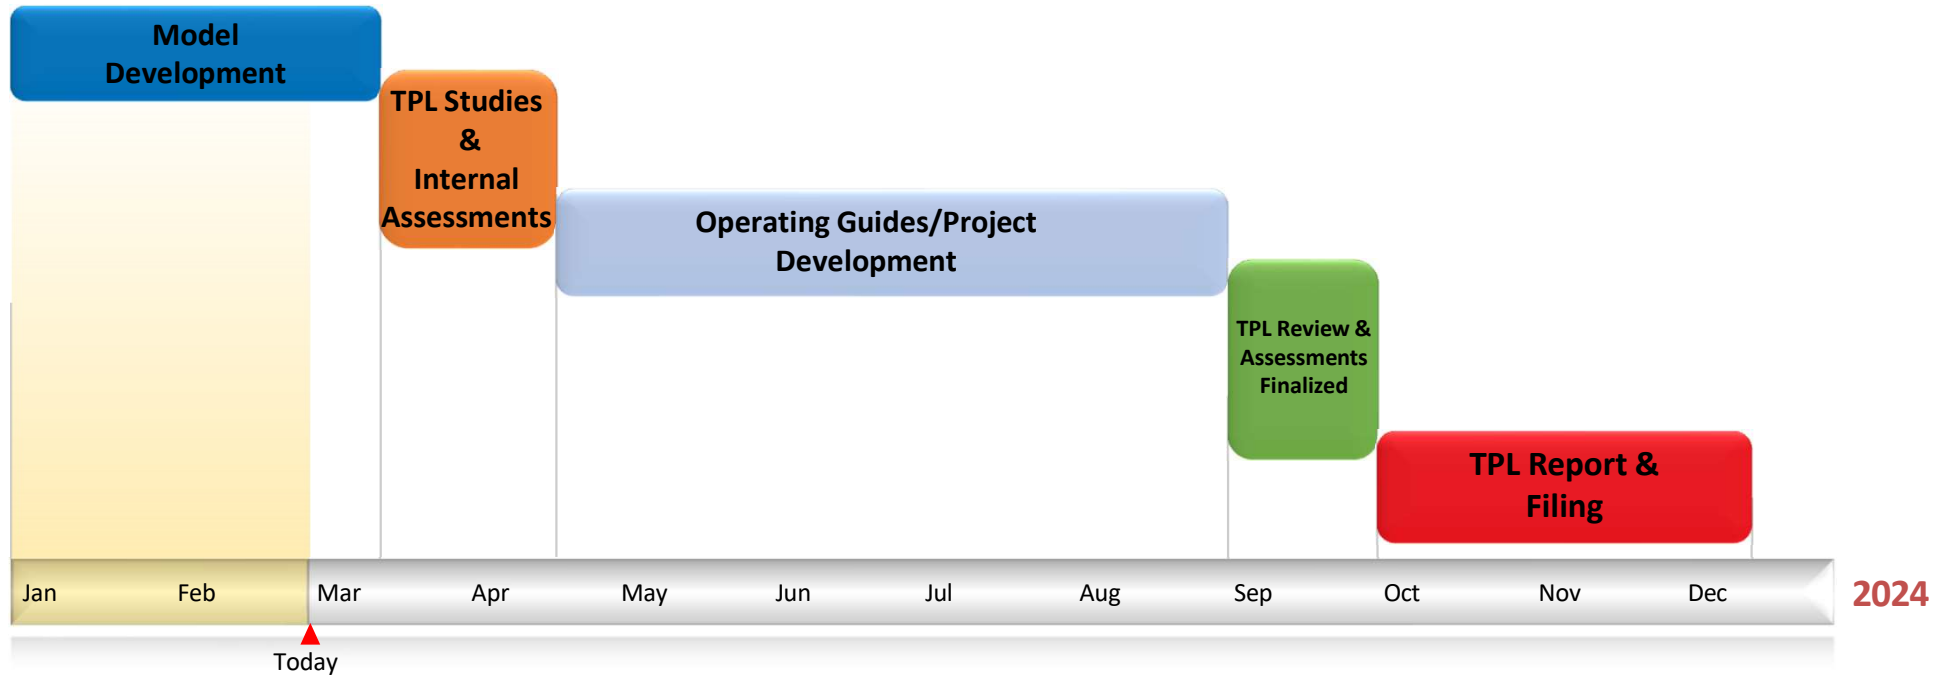 Model
Development
TPL Studies
&
Internal
Assessments
Operating Guides/Project
Development
TPL Review &
Assessments
Finalized
TPL Report &
Filing
Jan Feb Mar Apr May Jun Jul Aug Sep Oct Nov Dec 2024
Today